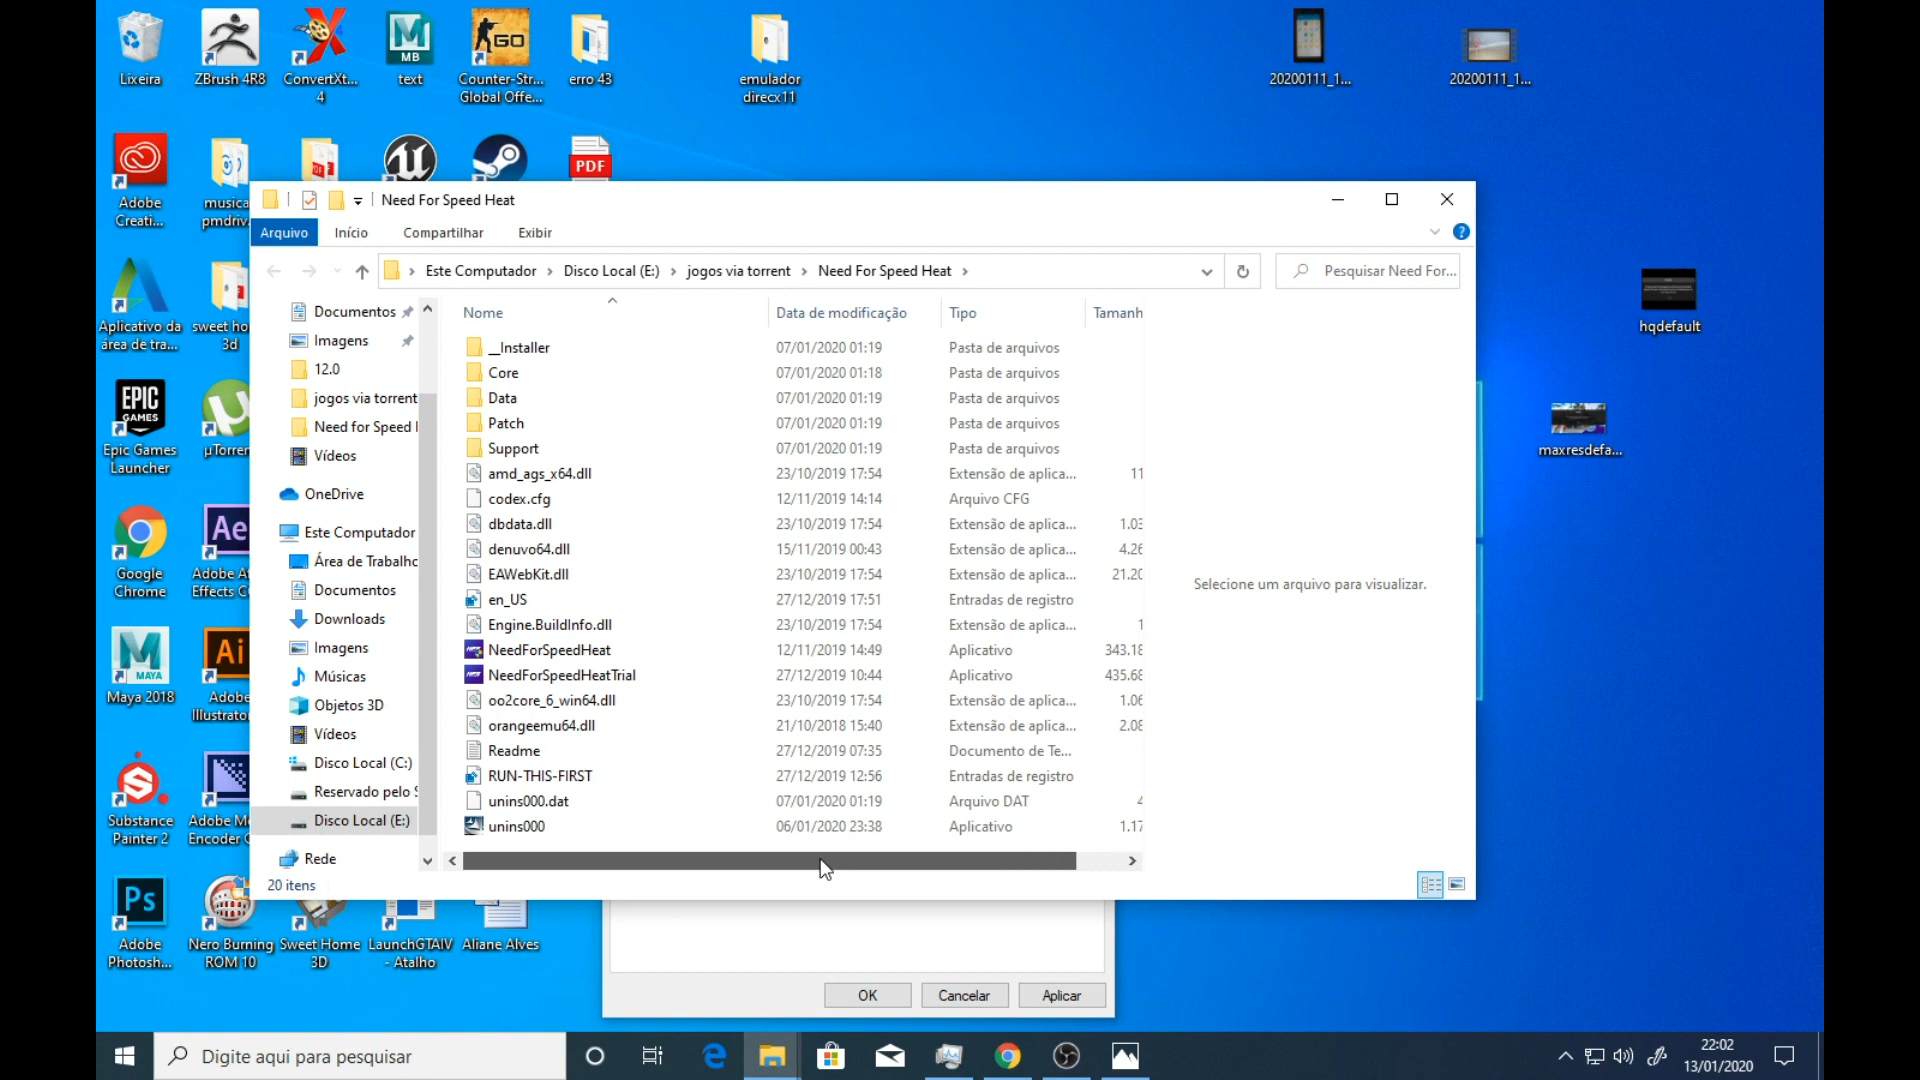 Lixeira
ZBrush 4R8
ConvertXt...
4
MB
text
GO
Counter-Str...
Global Offe...
erro 43
emulador
direcx11
20200111_1...
20200111_1...
Adobe
Creati...
musica
pmdriv
PDF
Need For Speed Heat
Arquivo
Início
Compartilhar
Exibir
Este Computador
Disco Local (E:)
jogos via torrent
Need For Speed Heat
Pesquisar Need For...
Nome
Data de modificação
Tipo
Tamanh
__Installer 07/01/2020 01:19 Pasta de arquivos
Core 07/01/2020 01:18 Pasta de arquivos
Data 07/01/2020 01:19 Pasta de arquivos
Patch 07/01/2020 01:19 Pasta de arquivos
Support 07/01/2020 01:19 Pasta de arquivos
amd_ags_x64.dll 23/10/2019 17:54 Extensão de aplica... 11
codex.cfg 12/11/2019 14:14 Arquivo CFG
dbdata.dll 23/10/2019 17:54 Extensão de aplica... 1.03
denuvo64.dll 15/11/2019 00:43 Extensão de aplica... 4.26
EAWebKit.dll 23/10/2019 17:54 Extensão de aplica... 21.20
en_US 27/12/2019 17:51 Entradas de registro
Engine.BuildInfo.dll 23/10/2019 17:54 Extensão de aplica... 1
NeedForSpeedHeat 12/11/2019 14:49 Aplicativo 343.18
NeedForSpeedHeatTrial 27/12/2019 10:44 Aplicativo 435.68
oo2core_6_win64.dll 23/10/2019 17:54 Extensão de aplica... 1.06
orangeemu64.dll 21/10/2018 15:40 Extensão de aplica... 2.08
Readme 27/12/2019 07:35 Documento de Te...
RUN-THIS-FIRST 27/12/2019 12:56 Entradas de registro
unins000.dat 07/01/2020 01:19 Arquivo DAT 4
unins000 06/01/2020 23:38 Aplicativo 1.17
Selecione um arquivo para visualizar.
Documentos
Imagens
12.0
jogos via torrent
Need for Speed
Vídeos
OneDrive
Este Computador
Área de Trabalho
Documentos
Downloads
Imagens
Músicas
Objetos 3D
Vídeos
Disco Local (C:)
Reservado pelo S
Disco Local (E:)
Rede
20 itens
Aplicativo da
área de tra...
sweet ho
3d
EPIC
GAMES
Epic Games
Launcher
µTorren
Google
Chrome
Ae
Adobe A
Effects C
MAYA
Maya 2018
Ai
Adobe
Illustrato
Substance
Painter 2
Adobe Me
Encoder C
Ps
Adobe
Photosh...
Nero Burning
ROM 10
Sweet Home
3D
LaunchGTAIV
- Atalho
Aliane Alves
hqdefault
maxresdefa...
OK
Cancelar
Aplicar
Digite aqui para pesquisar
22:02
13/01/2020